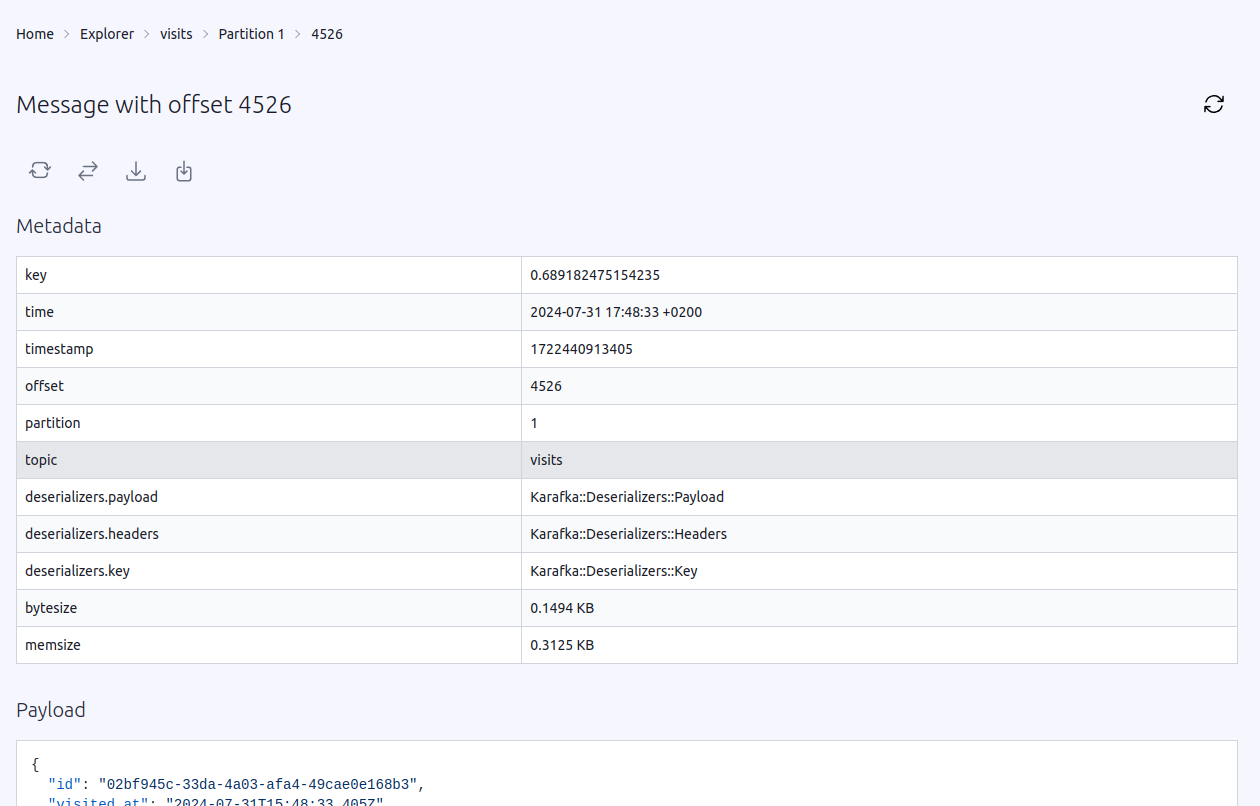 Home > Explorer > visits > Partition 1 > 4526
Message with offset 4526
Metadata
key 0.689182475154235
time 2024-07-31 17:48:33 +0200
timestamp 1722440913405
offset 4526
partition 1
topic visits
deserializers.payload Karafka::Deserializers::Payload
deserializers.headers Karafka::Deserializers::Headers
deserializers.key Karafka::Deserializers::Key
bytesize 0.1494 KB
memsize 0.3125 KB
Payload
{
"id": "02bf945c-33da-4a03-afa4-49cae0e168b3",
"visited_at": "2024-07-31T15:48:33.405Z"